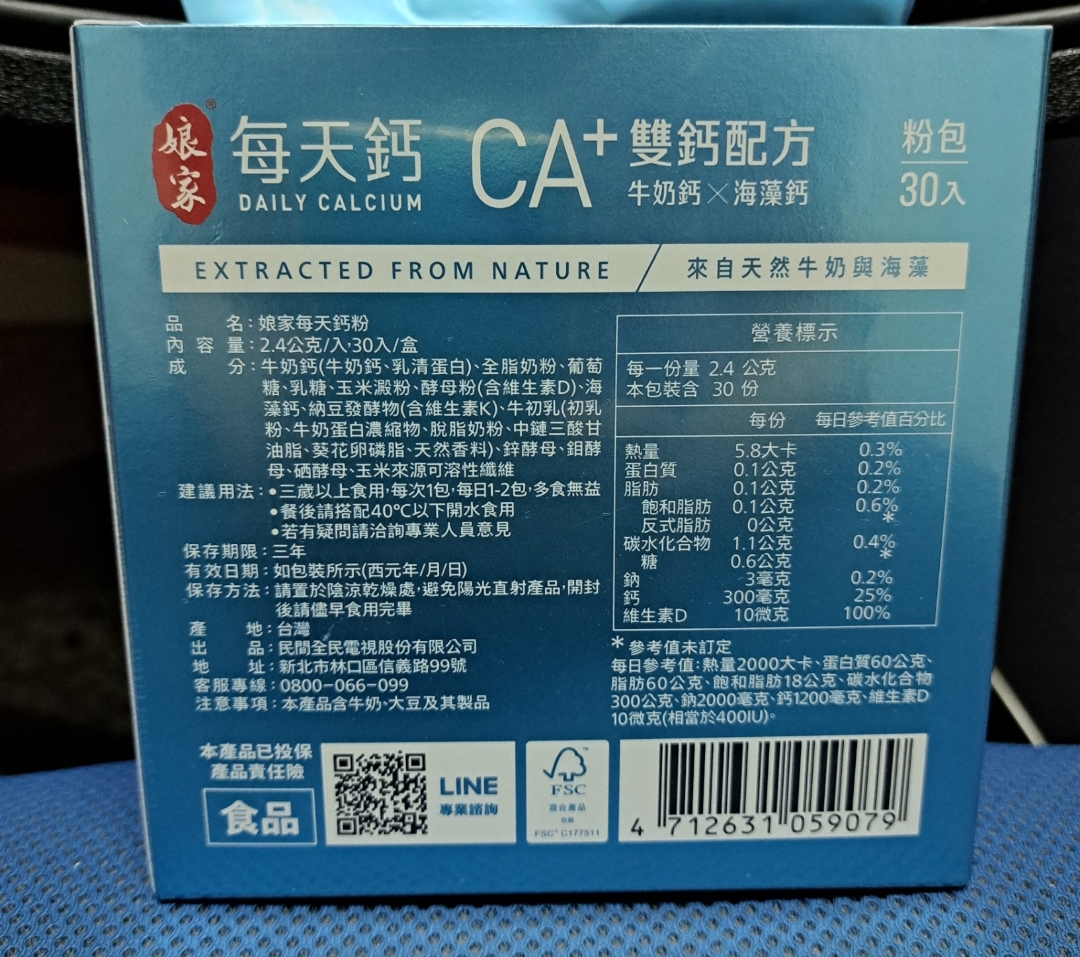 娘家®
每天鈣
DAILY CALCIUM
CA+
雙鈣配方
牛奶鈣×海藻鈣
粉包
30入
EXTRACTED FROM NATURE / 來自天然牛奶與海藻
品　　名:娘家每天鈣粉
內 容 量:2.4公克/入·30入/盒
成　　分:牛奶鈣(牛奶鈣、乳清蛋白)、全脂奶粉、葡萄
糖、乳糖、玉米澱粉、酵母粉(含維生素D)、海
藻鈣、納豆發酵物(含維生素K)、牛初乳(初乳
粉、牛奶蛋白濃縮物、脫脂奶粉、中鏈三酸甘
油脂、葵花卵磷脂、天然香料)、鋅酵母、鉬酵
母、硒酵母、玉米來源可溶性纖維
建議用法:•三歲以上食用,每次1包,每日1-2包,多食無益
•餐後請搭配40℃以下開水食用
•若有疑問請洽詢專業人員意見
保存期限:三年
有效日期:如包裝所示(西元年/月/日)
保存方法:請置於陰涼乾燥處,避免陽光直射產品,開封
後請儘早食用完畢
產　　地:台灣
出　　品:民間全民電視股份有限公司
地　　址:新北市林口區信義路99號
客服專線:0800-066-099
注意事項:本產品含牛奶、大豆及其製品
營養標示
每一份量 2.4 公克
本包裝含 30 份
每份 每日參考值百分比
熱量 5.8大卡 0.3%
蛋白質 0.1公克 0.2%
脂肪 0.1公克 0.2%
飽和脂肪 0.1公克 0.6%
反式脂肪 0公克 *
碳水化合物 1.1公克 0.4%
糖 0.6公克 *
鈉 3毫克 0.2%
鈣 300毫克 25%
維生素D 10微克 100%
* 參考值未訂定
每日參考值:熱量2000大卡、蛋白質60公克、
脂肪60公克、飽和脂肪18公克、碳水化合物
300公克、鈉2000毫克、鈣1200毫克、維生素D
10微克(相當於400IU)。
本產品已投保
產品責任險
食品
LINE
專業諮詢
FSC™
混合產品
包裝
FSC® C177511
4 712631 059079